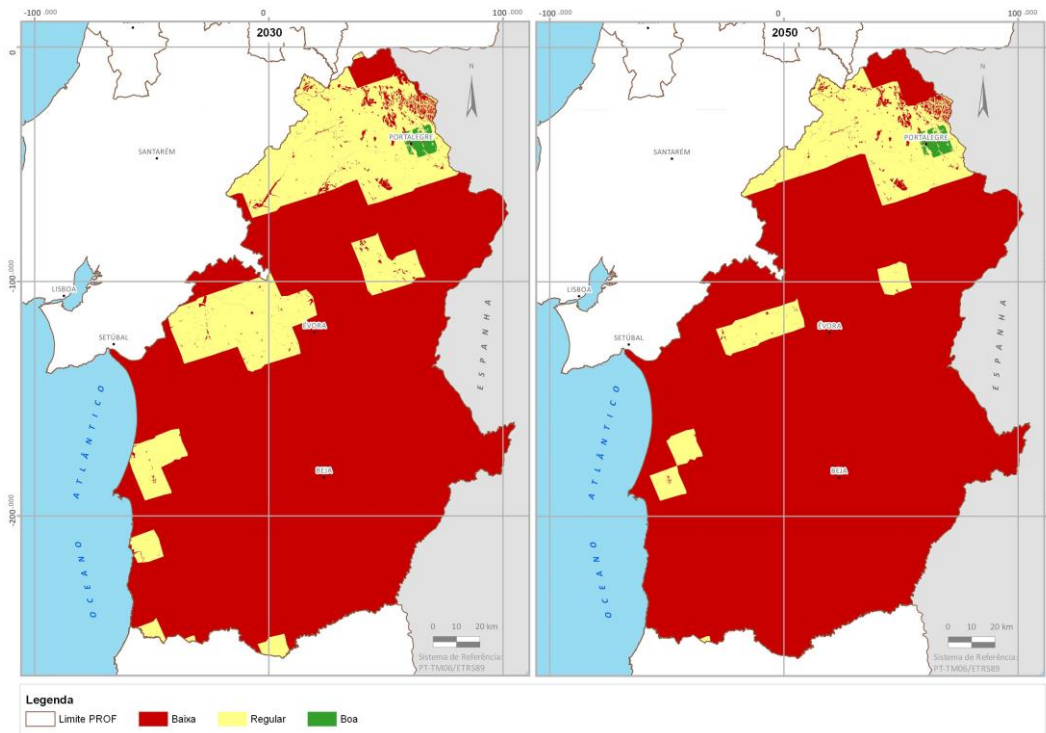 -100.000 0 100.000
2030
0
N
PORTALEGRE
SANTARÉM
-100.000
LISBOA
SETÚBAL
ÉVORA
ESPANHA
OCEANO ATLÂNTICO
BEJA
-200.000
0 10 20 km
Sistema de Referência:
PT-TM06/ETRS89
-100.000 0 100.000
2050
N
PORTALEGRE
SANTARÉM
LISBOA
SETÚBAL
ÉVORA
ESPANHA
OCEANO ATLÂNTICO
BEJA
0 10 20 km
Sistema de Referência:
PT-TM06/ETRS89
Legenda
Limite PROF Baixa Regular Boa